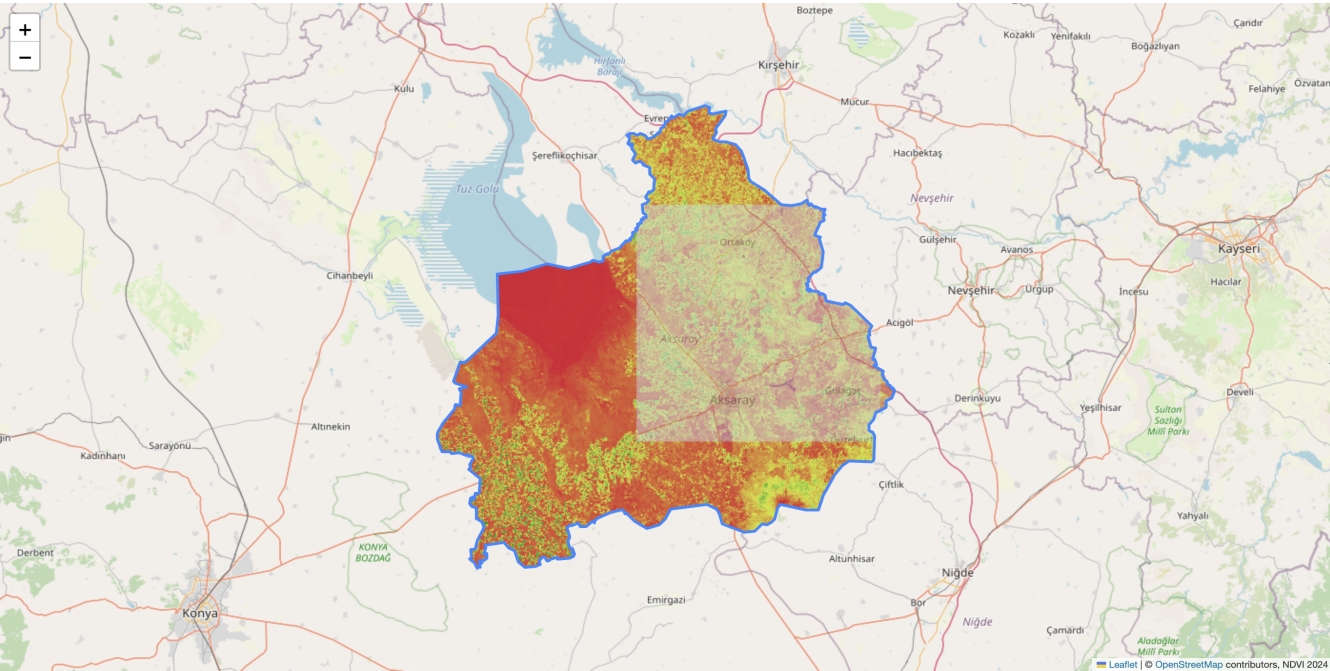 +
−
Boztepe
Çandır
Kozaklı
Yenifakılı
Boğazlıyan
Hirfanlı
Barajı
Kırşehir
Kulu
Felahiye
Özvatan
Mucur
Evren
Şereflikoçhisar
Hacıbektaş
Tuz Gölü
Nevşehir
Gülşehir
Avanos
Kayseri
Ortaköy
Cihanbeyli
Hacılar
Nevşehir
Ürgüp
İncesu
Acıgöl
Aksaray
Gülağaç
Develi
Aksaray
Derinkuyu
Yeşilhisar
Sultan
Sazlığı
Milli Parkı
Altınekin
Sarayönü
Kadınhanı
Güzelyurt
Çiftlik
Yahyalı
Derbent
KONYA
BOZDAĞ
Altunhisar
Niğde
Emirgazi
Bor
Konya
Niğde
Çamardı
Aladağlar
Milli Parkı
Leaflet | © OpenStreetMap contributors, NDVI 2024